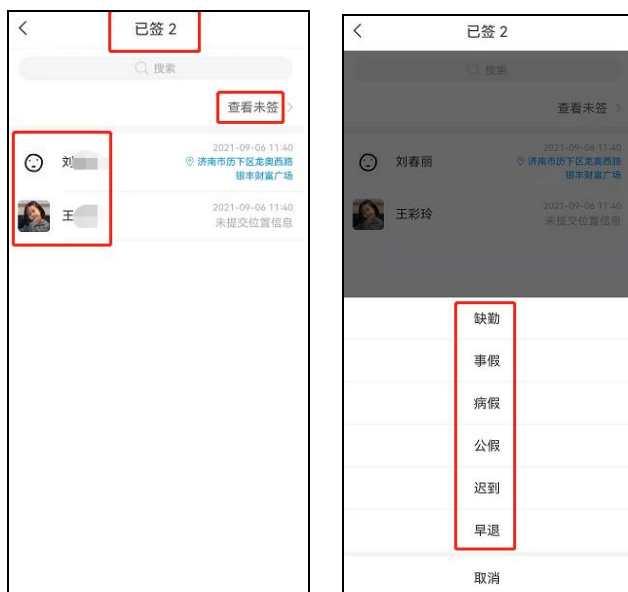 已签 2
搜索
查看未签
刘
2021-09-06 11:40
济南市历下区龙奥西路
银丰财富广场
王
2021-09-06 11:40
未提交位置信息
已签 2
搜索
查看未签
刘春丽
2021-09-06 11:40
济南市历下区龙奥西路
银丰财富广场
王彩玲
2021-09-06 11:40
未提交位置信息
缺勤
事假
病假
公假
迟到
早退
取消